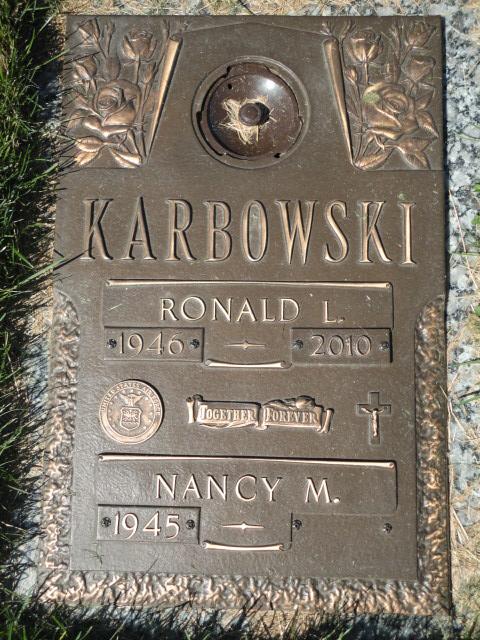 KARBOWSKI
RONALD L.
1946 - 2010
TOGETHER FOREVER
NANCY M.
1945 -